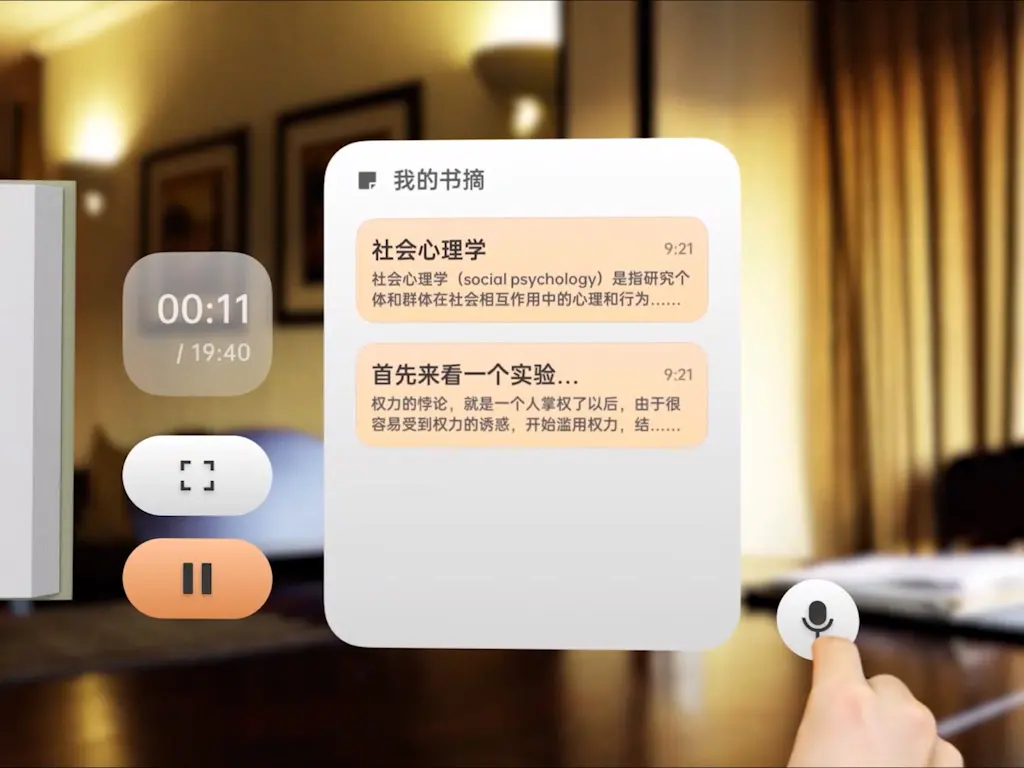 我的书摘
社会心理学 9:21
社会心理学（social psychology）是指研究个
体和群体在社会相互作用中的心理和行为……
00:11
/ 19:40
首先来看一个实验… 9:21
权力的悖论，就是一个人掌权了以后，由于很
容易受到权力的诱惑，开始滥用权力，结……